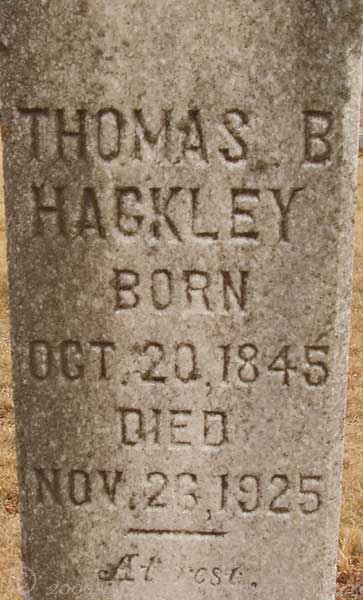 THOMAS B
HACKLEY
BORN
OCT. 20, 1845
DIED
NOV. 23, 1925
At rest.